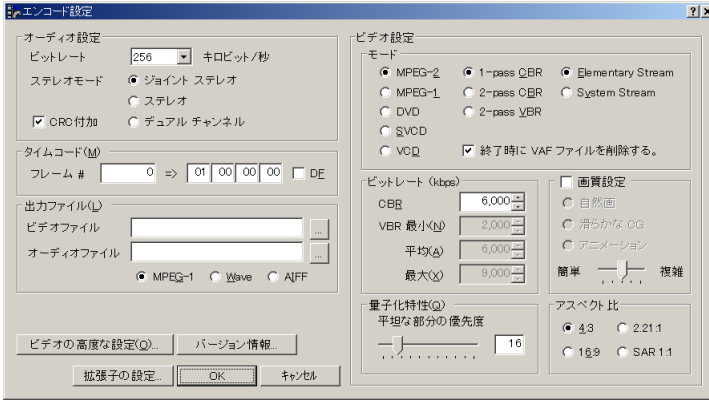 エンコード設定
オーディオ設定
ビットレート 256 キロビット/秒
ステレオモード ジョイント ステレオ
ステレオ
CRC付加 デュアル チャンネル
タイムコード(M)
フレーム # 0 => 01 00 00 00 DF
出力ファイル(L)
ビデオファイル ...
オーディオファイル ...
MPEG-1 Wave AIFF
ビデオの高度な設定(O)... バージョン情報...
拡張子の設定... OK キャンセル
ビデオ設定
モード
MPEG-2 1-pass CBR Elementary Stream
MPEG-1 2-pass CBR System Stream
DVD 2-pass VBR
SVCD
VCD 終了時に VAF ファイルを削除する。
ビットレート (kbps)
CBR 6,000
VBR 最小(N) 2,000
平均(A) 6,000
最大(X) 9,000
画質設定
自然画
滑らかな CG
アニメーション
簡単 複雑
量子化特性(Q)
平坦な部分の優先度
16
アスペクト比
4:3 2.21:1
16:9 SAR 1:1